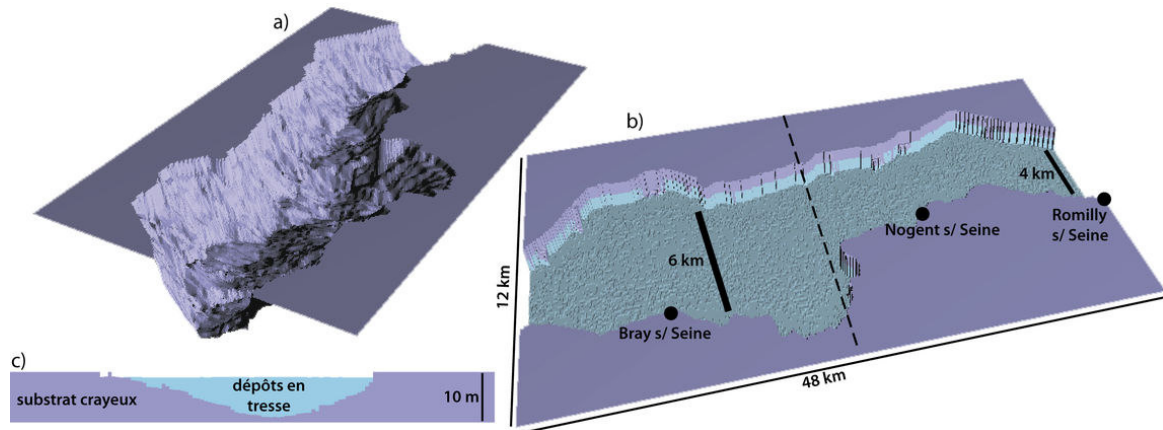 a)
b)
4 km
Romilly
s/ Seine
Nogent s/ Seine
6 km
12 km
Bray s/ Seine
48 km
c)
dépôts en
tresse
substrat crayeux
10 m